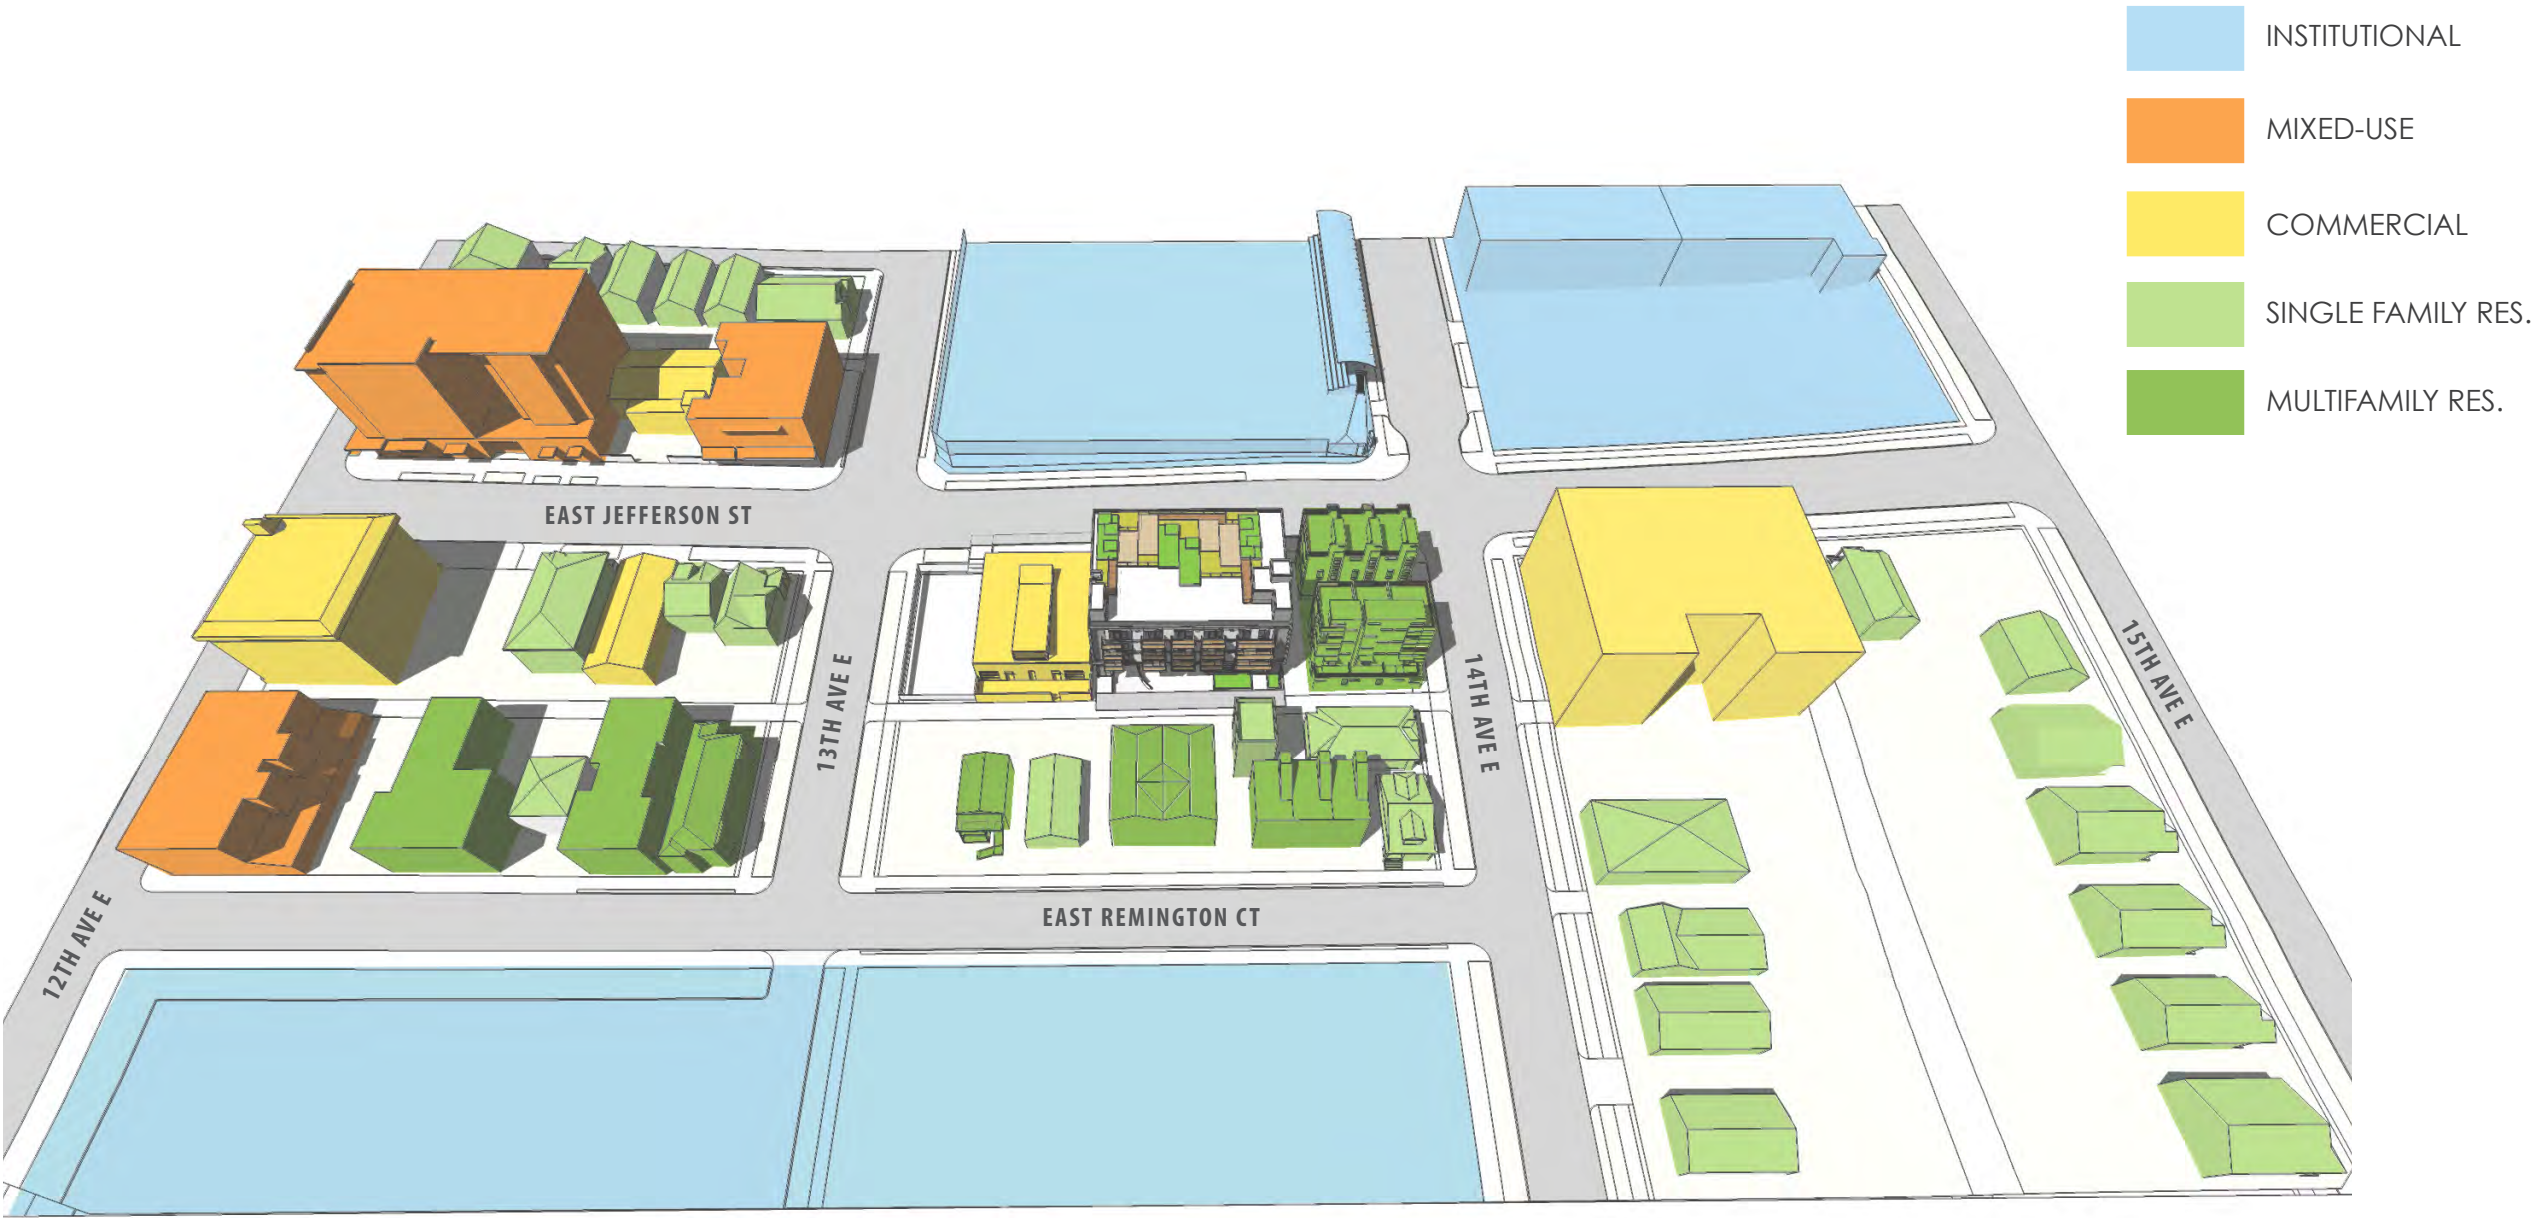 INSTITUTIONAL
MIXED-USE
COMMERCIAL
SINGLE FAMILY RES.
MULTIFAMILY RES.
EAST JEFFERSON ST
13TH AVE E
14TH AVE E
15TH AVE E
12TH AVE E
EAST REMINGTON CT